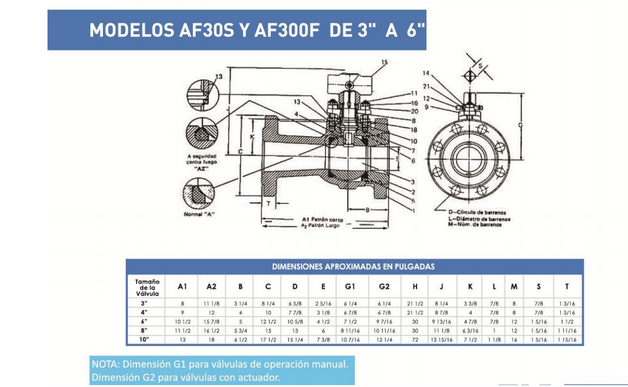 MODELOS AF30S Y AF300F DE 3" A 6"
15
S
13
14
21
12
9
11
16
20
8
18
10
7
6
3
2
5
1
13
4
J
K
C
E
G
A seguridad
contra fuego
"AZ"
Normal "A"
T
B
A1 Patrón corto
A2 Patrón Largo
D-Círculo de barrenos
L-Diámetro de barrenos
M-Núm. de barrenos
DIMENSIONES APROXIMADAS EN PULGADAS
Tamaño de la Válvula A1 A2 B C D E G1 G2 H J K L M S T
3" 8 11 1/8 3 1/4 8 1/4 6 5/8 2 5/16 6 1/4 6 1/4 21 1/2 8 1/4 3 3/8 7/8 8 7/8 1 3/16
4" 9 12 4 10 7 7/8 3 1/8 6 7/8 6 7/8 21 1/2 8 7/8 4 7/8 8 7/8 1 5/16
6" 10 1/2 15 7/8 5 12 1/2 10 5/8 4 1/2 7 1/2 9 7/16 30 9 13/16 4 7/8 7/8 12 1 5/16 1 1/2
8" 11 1/2 16 1/2 5 3/4 15 13 6 8 11/16 10 11/16 30 11 1/8 6 3/16 1 12 1 5/16 1 11/16
10" 13 18 6 1/2 17 1/2 15 1/4 7 3/8 10 7/16 12 1/4 72 13 15/16 7 1/2 1 1/8 16 1 5/16 1 15/16
NOTA: Dimensión G1 para válvulas de operación manual.
Dimensión G2 para válvulas con actuador.